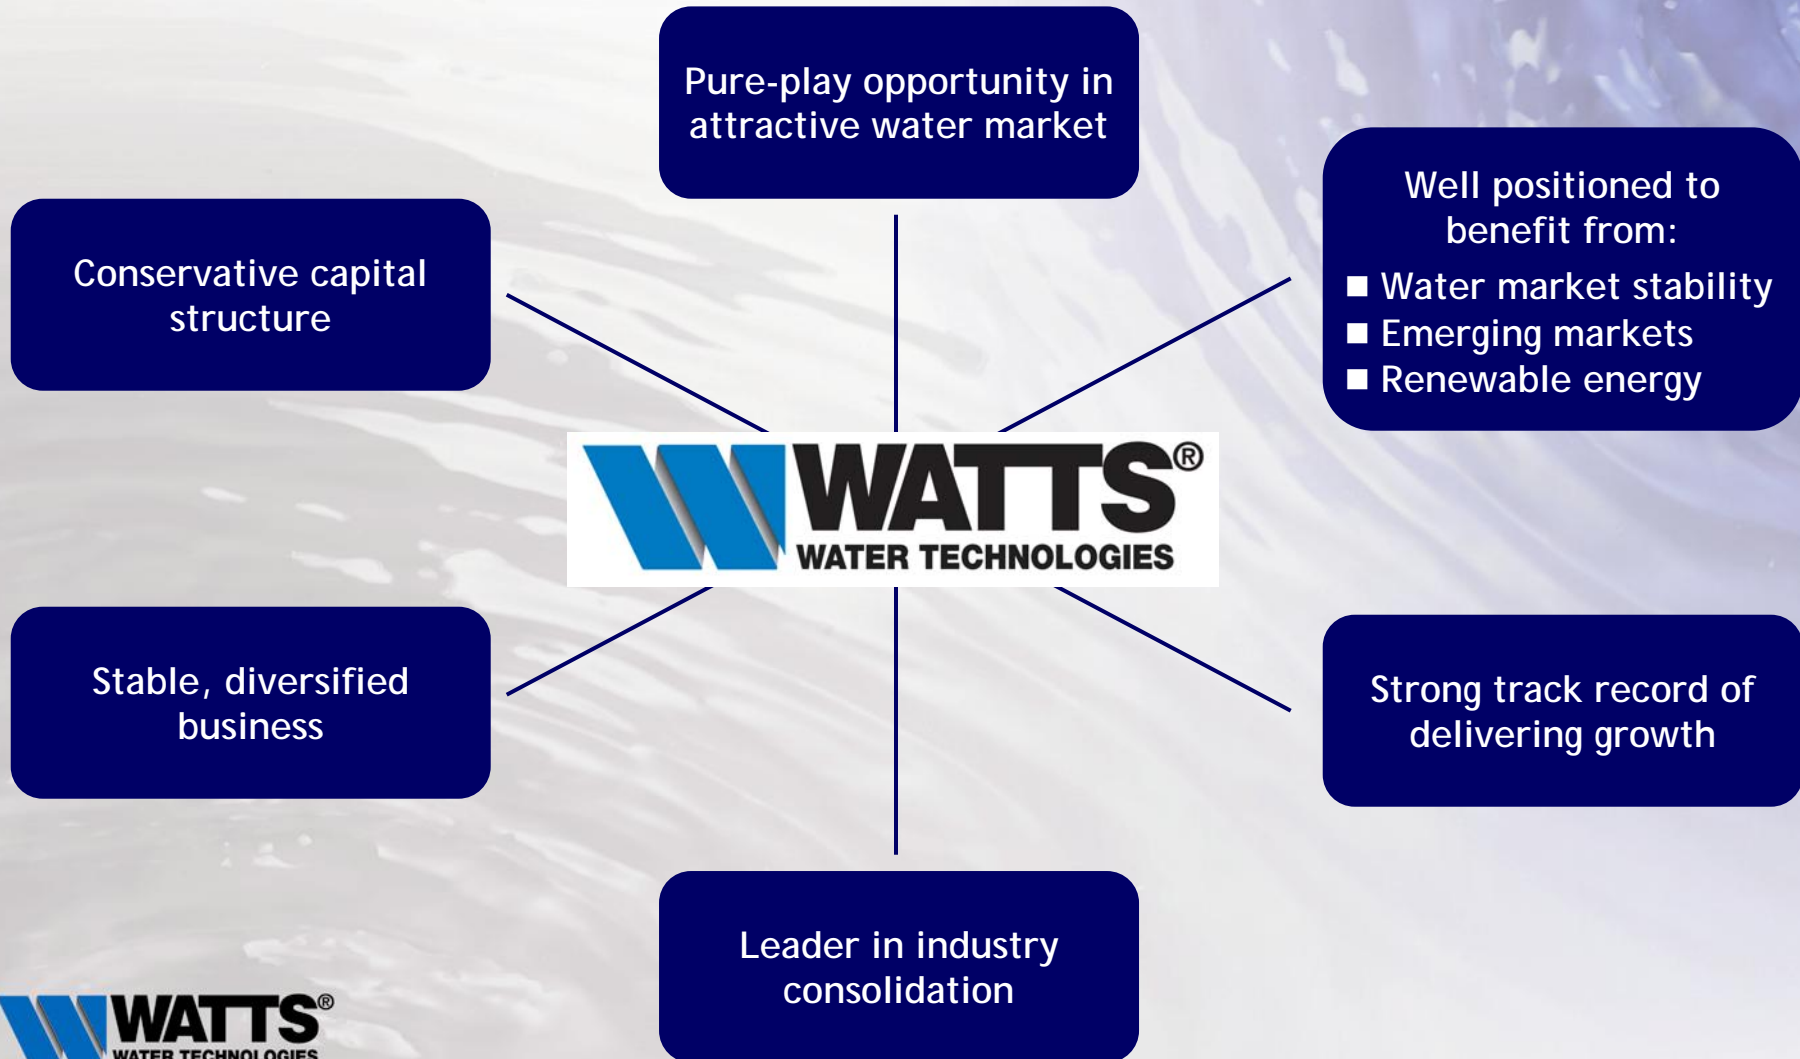 Pure-play opportunity in
attractive water market
Well positioned to
benefit from:
■ Water market stability
■ Emerging markets
■ Renewable energy
Conservative capital
structure
WATTS®
WATER TECHNOLOGIES
Stable, diversified
business
Strong track record of
delivering growth
Leader in industry
consolidation
WATTS®
WATER TECHNOLOGIES